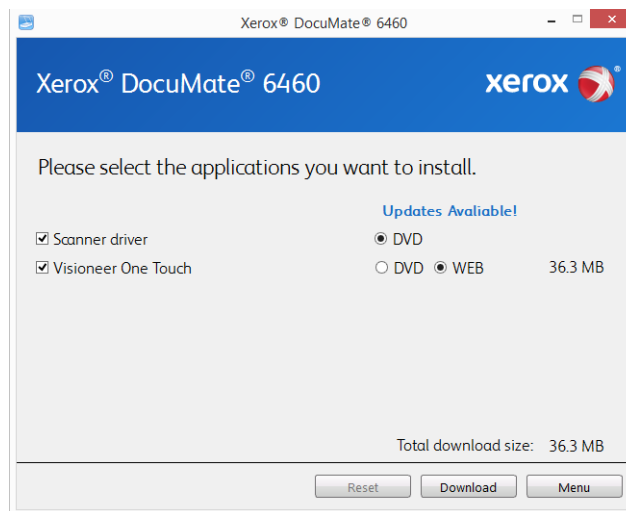 Xerox® DocuMate® 6460
Xerox® DocuMate® 6460
xerox ®
Please select the applications you want to install.
Updates Avaliable!
Scanner driver DVD
Visioneer One Touch DVD WEB 36.3 MB
Total download size: 36.3 MB
Reset Download Menu